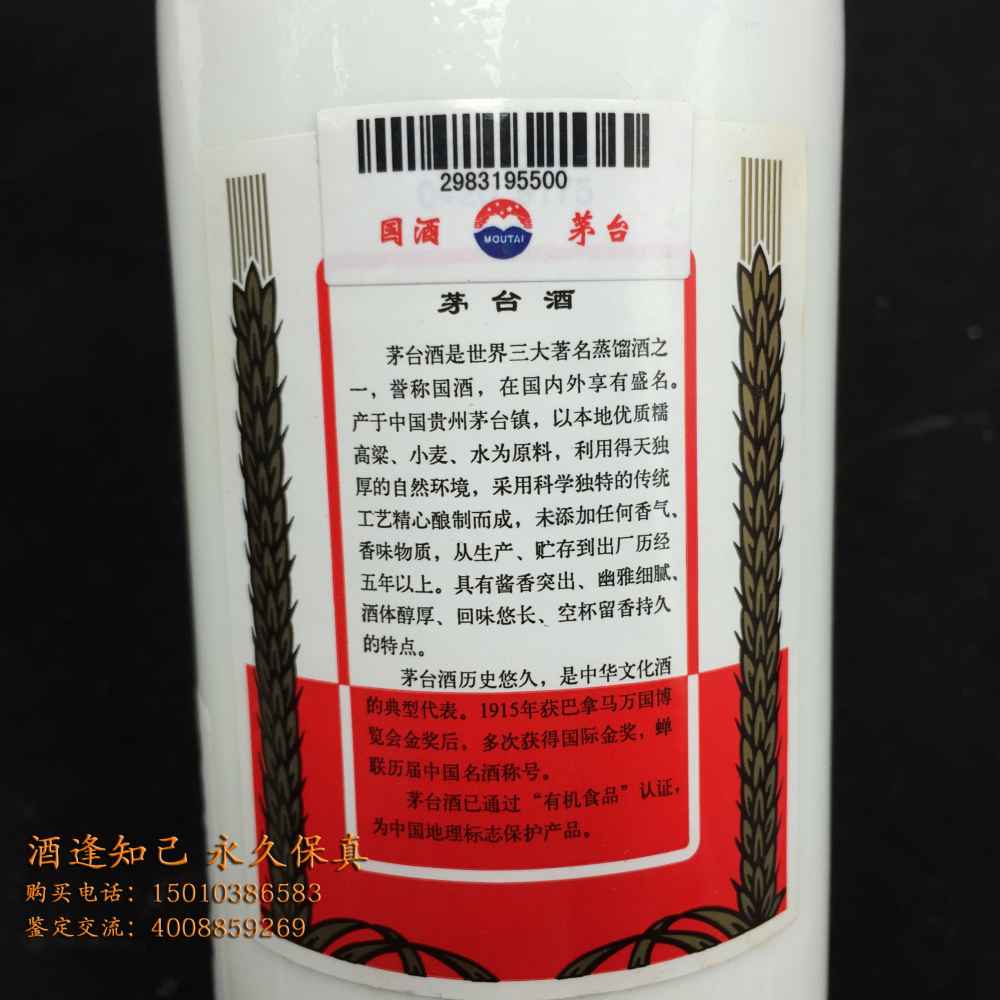 2983195500
国酒 MOUTAI 茅台
茅台酒
茅台酒是世界三大著名蒸馏酒之
一，誉称国酒，在国内外享有盛名。
产于中国贵州茅台镇，以本地优质糯
高粱、小麦、水为原料，利用得天独
厚的自然环境，采用科学独特的传统
工艺精心酿制而成，未添加任何香气、
香味物质，从生产、贮存到出厂历经
五年以上。具有酱香突出、幽雅细腻、
酒体醇厚、回味悠长、空杯留香持久
的特点。
茅台酒历史悠久，是中华文化酒
的典型代表。1915年获巴拿马万国博
览会金奖后，多次获得国际金奖，蝉
联历届中国名酒称号。
茅台酒已通过“有机食品”认证，
为中国地理标志保护产品。
酒逢知己 永久保真
购买电话：15010386583
鉴定交流：4008859269